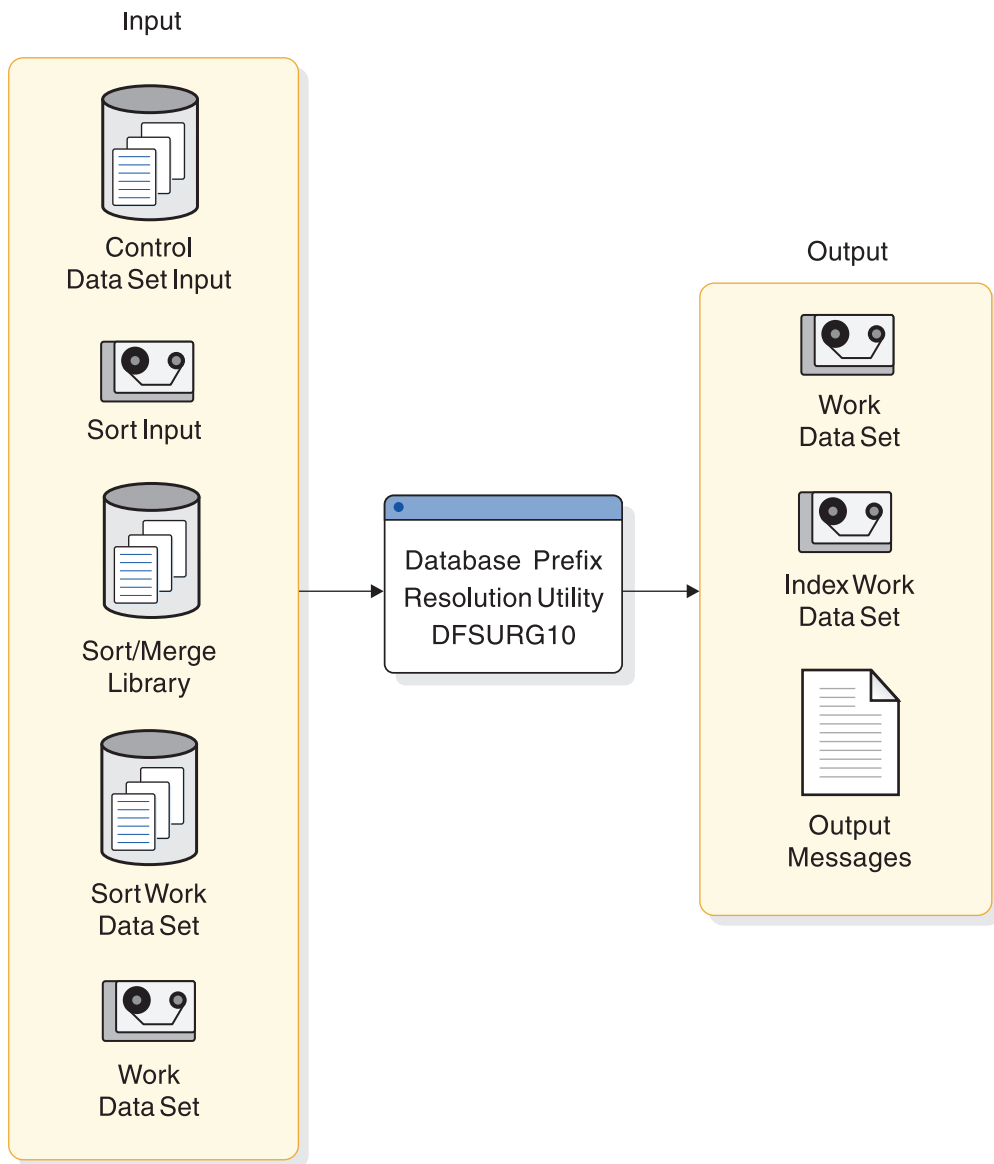 Input
Control
Data Set Input
Sort Input
Sort/Merge
Library
Sort Work
Data Set
Work
Data Set
Database Prefix
Resolution Utility
DFSURG10
Output
Work
Data Set
Index Work
Data Set
Output
Messages